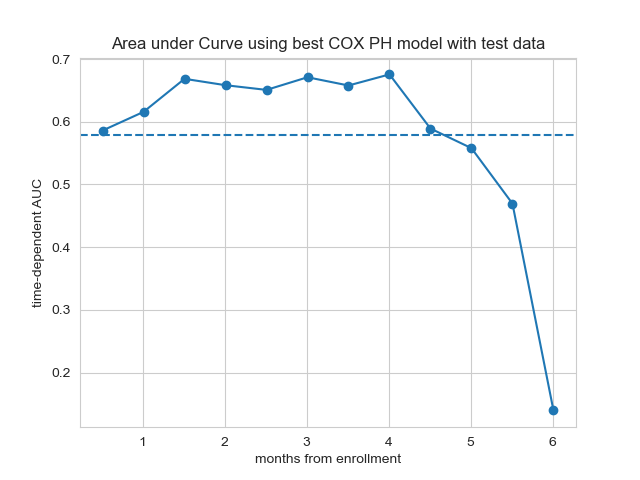 Area under Curve using best COX PH model with test data
time-dependent AUC
0.7
0.6
0.5
0.4
0.3
0.2
1 2 3 4 5 6
months from enrollment